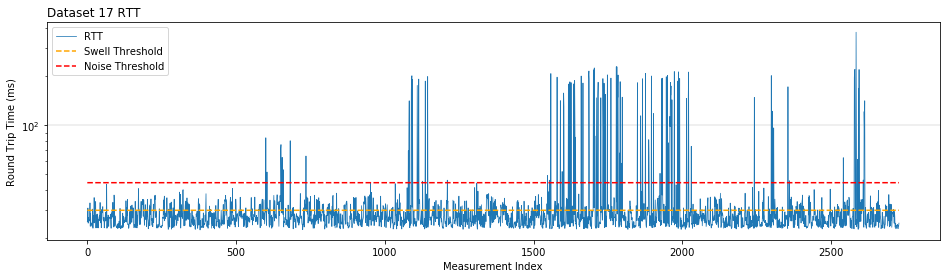 Dataset 17 RTT
RTT
Swell Threshold
Noise Threshold
Round Trip Time (ms)
10²
0 500 1000 1500 2000 2500
Measurement Index